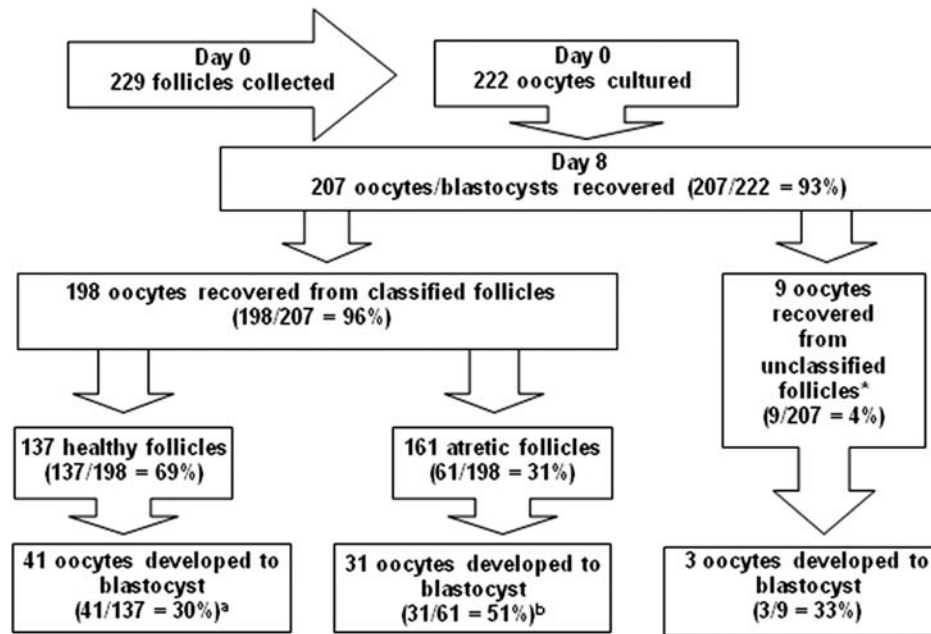 Day 0
229 follicles collected
Day 0
222 oocytes cultured
Day 8
207 oocytes/blastocysts recovered (207/222 = 93%)
198 oocytes recovered from classified follicles
(198/207 = 96%)
9 oocytes
recovered
from
unclassified
follicles*
(9/207 = 4%)
137 healthy follicles
(137/198 = 69%)
161 atretic follicles
(61/198 = 31%)
41 oocytes developed to
blastocyst
(41/137 = 30%)a
31 oocytes developed to
blastocyst
(31/61 = 51%)b
3 oocytes developed to
blastocyst
(3/9 = 33%)